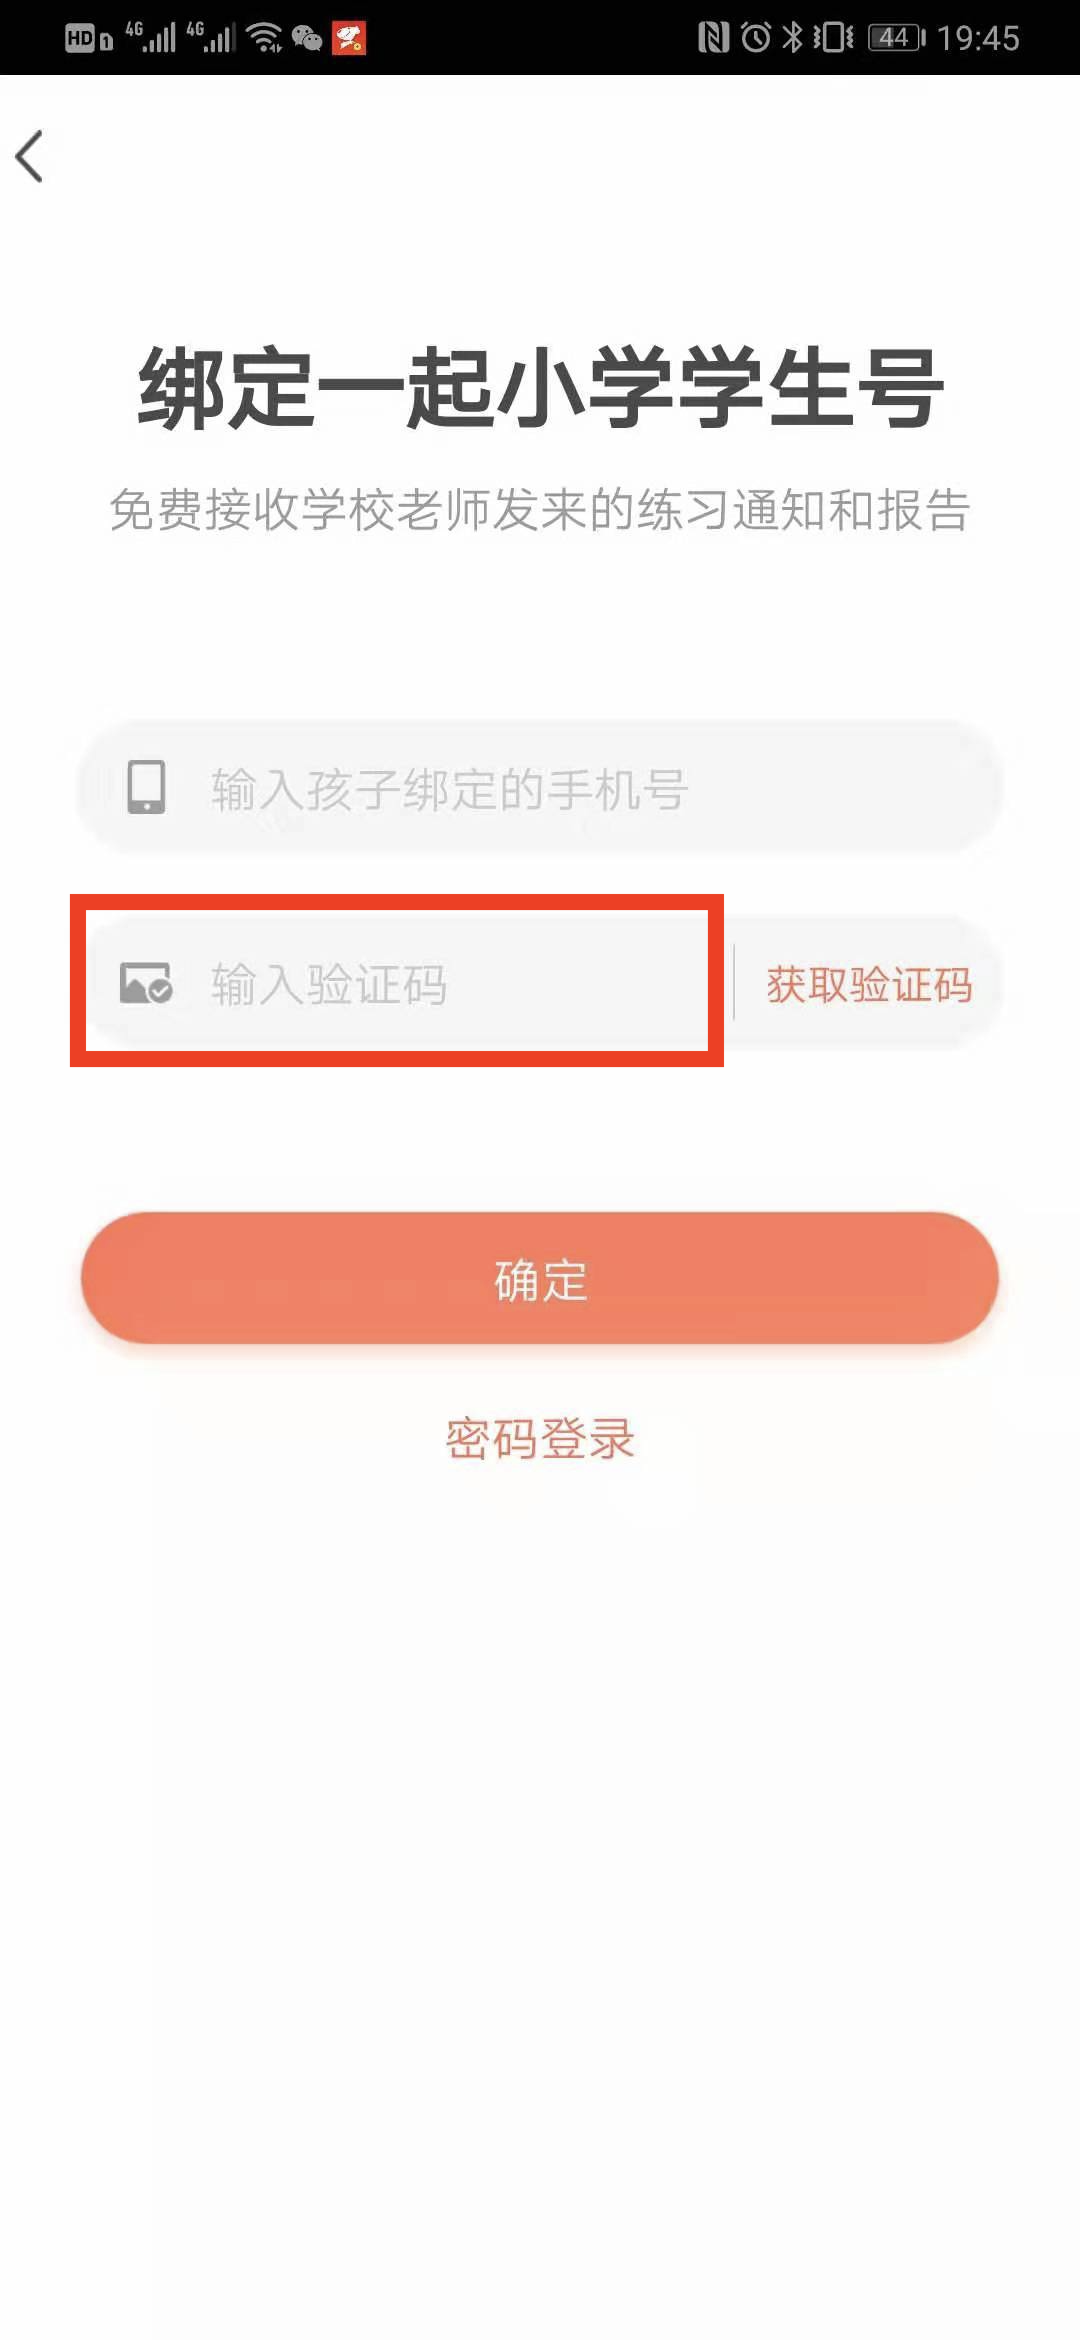 HD 1 4G 4G 44 19:45
绑定一起小学学生号
免费接收学校老师发来的练习通知和报告
输入孩子绑定的手机号
输入验证码 获取验证码
确定
密码登录